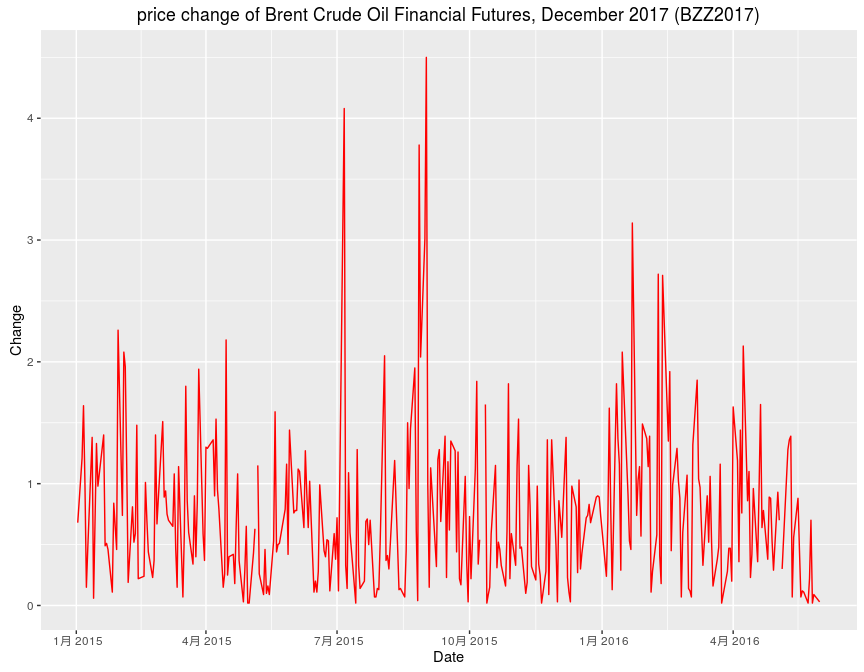 price change of Brent Crude Oil Financial Futures, December 2017 (BZZ2017)
Change
4
3
2
1
0
1月 2015
4月 2015
7月 2015
10月 2015
1月 2016
4月 2016
Date